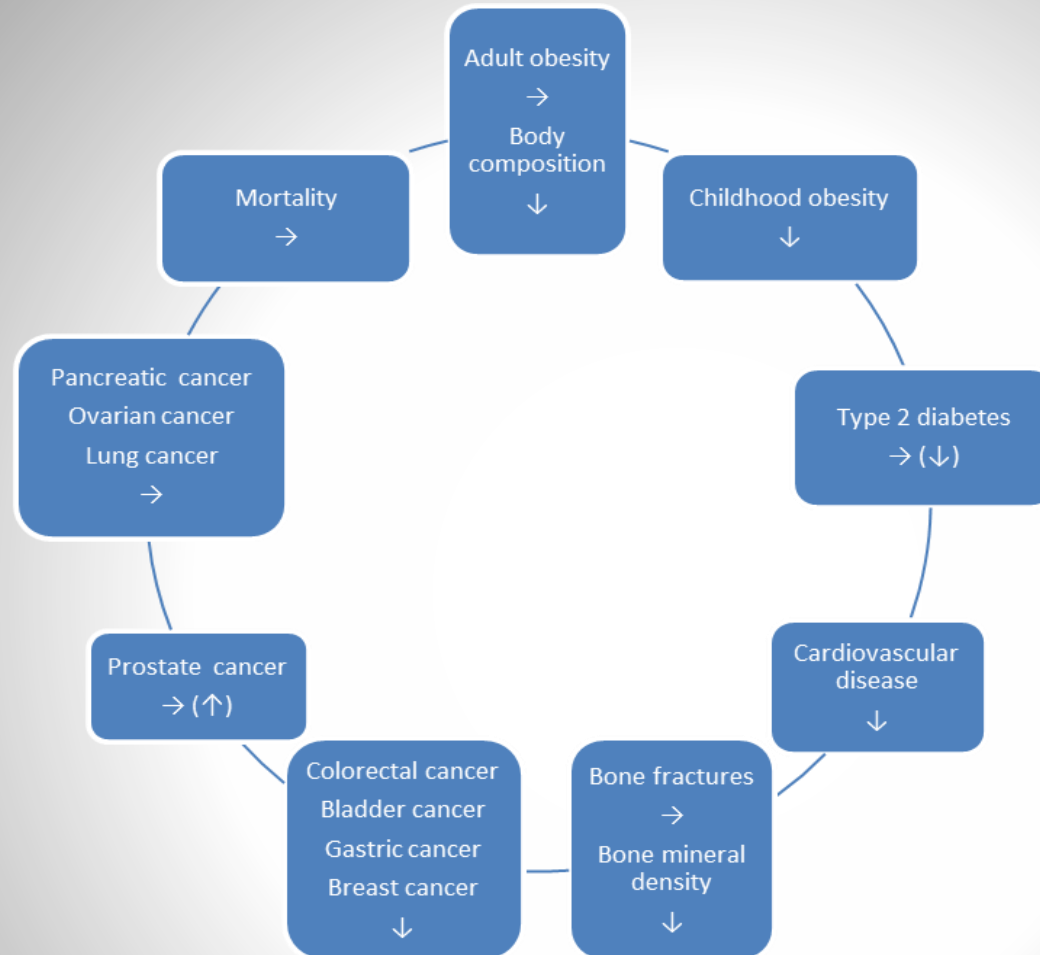 Adult obesity
→
Body
composition
↓
Childhood obesity
↓
Type 2 diabetes
→ (↓)
Cardiovascular
disease
↓
Bone fractures
→
Bone mineral
density
↓
Colorectal cancer
Bladder cancer
Gastric cancer
Breast cancer
↓
Prostate cancer
→ (↑)
Pancreatic cancer
Ovarian cancer
Lung cancer
→
Mortality
→